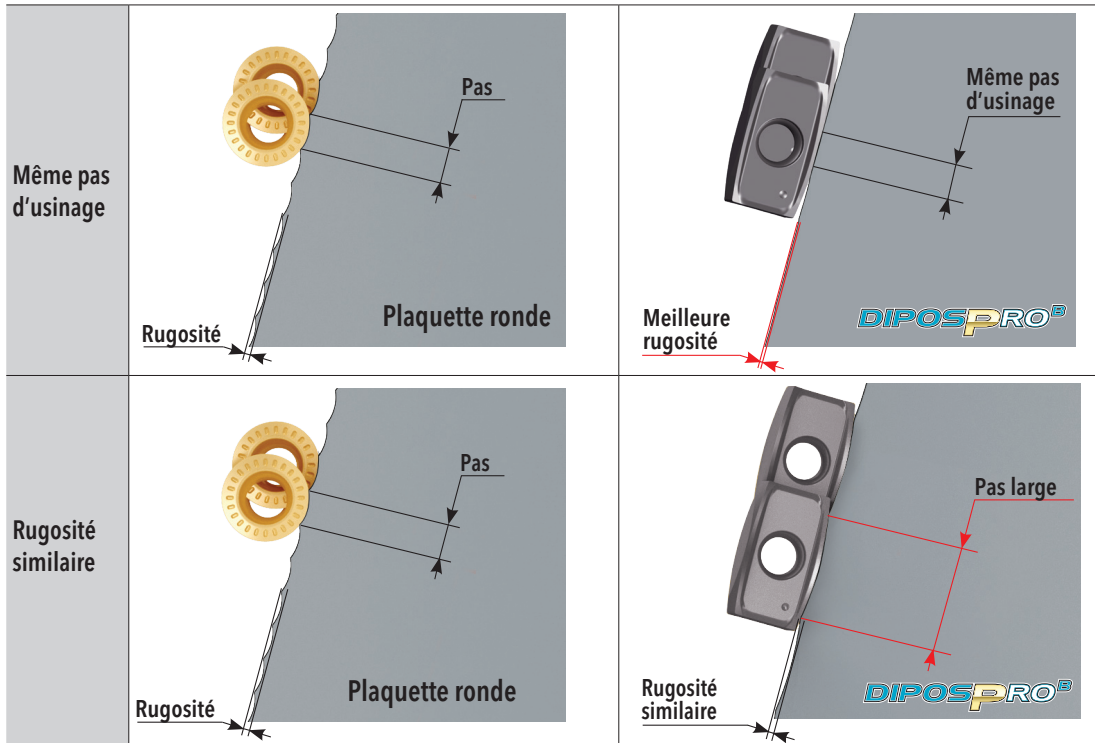 Même pas
d'usinage
Pas
Rugosité
Plaquette ronde
Même pas
d'usinage
Meilleure
rugosité
DIPOSPRO B
Rugosité
similaire
Pas
Rugosité
Plaquette ronde
Pas large
Rugosité
similaire
DIPOSPRO B